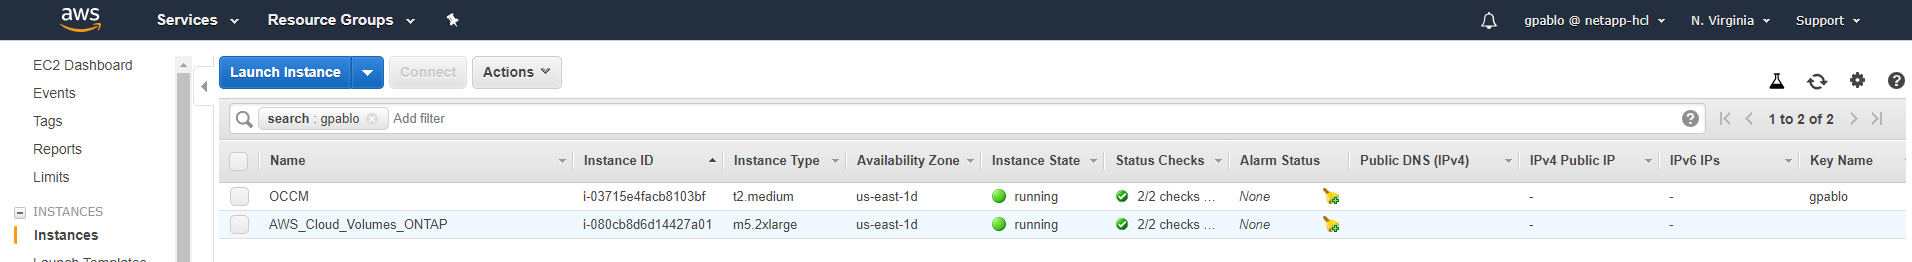 aws Services Resource Groups gpablo @ netapp-hcl N. Virginia Support
EC2 Dashboard
Events
Tags
Reports
Limits
INSTANCES
Instances
Launch Templates
Launch Instance Connect Actions
search : gpablo Add filter 1 to 2 of 2
Name Instance ID Instance Type Availability Zone Instance State Status Checks Alarm Status Public DNS (IPv4) IPv4 Public IP IPv6 IPs Key Name
OCCM i-03715e4facb8103bf t2.medium us-east-1d running 2/2 checks ... None - - gpablo
AWS_Cloud_Volumes_ONTAP i-080cb8d6d14427a01 m5.2xlarge us-east-1d running 2/2 checks ... None - -